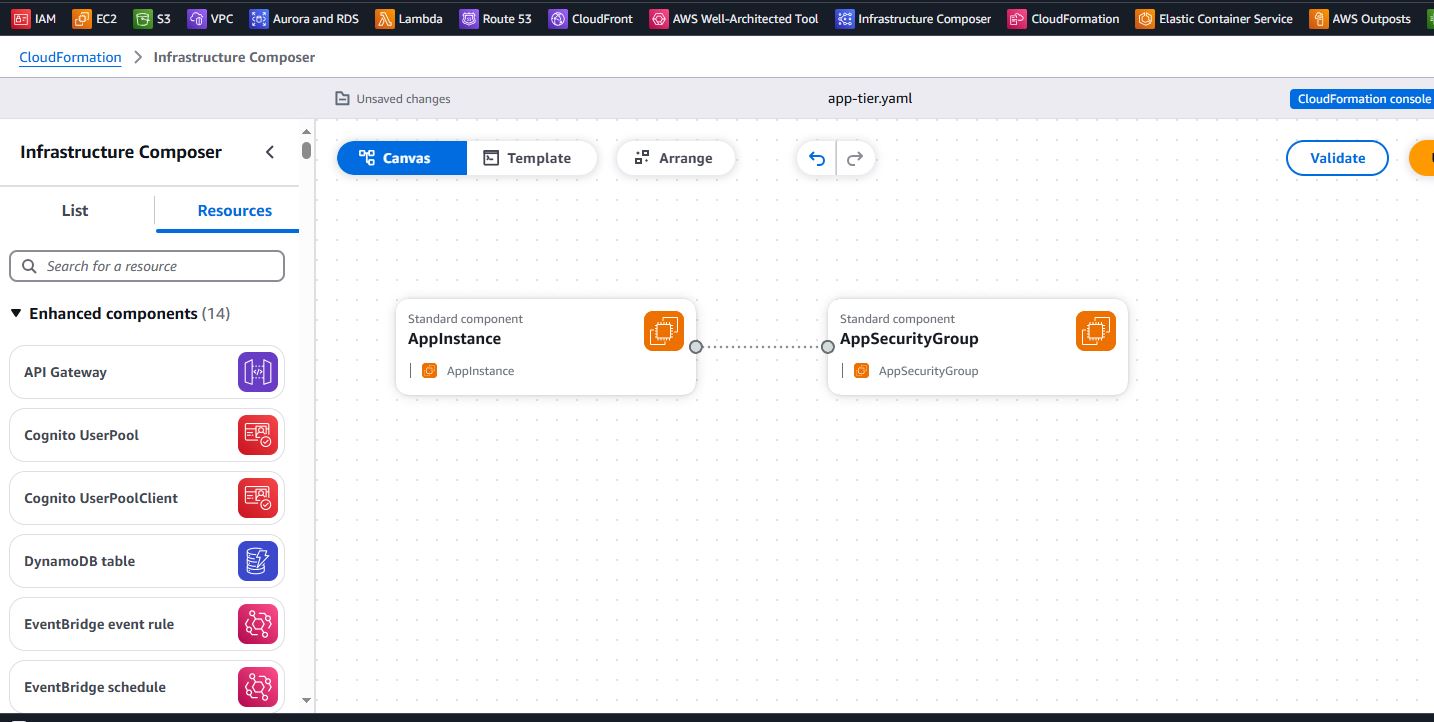 IAM EC2 S3 VPC Aurora and RDS Lambda Route 53 CloudFront AWS Well-Architected Tool Infrastructure Composer CloudFormation Elastic Container Service AWS Outposts
CloudFormation > Infrastructure Composer
Unsaved changes app-tier.yaml CloudFormation console
Infrastructure Composer
Canvas Template Arrange Validate
List Resources
Search for a resource
Enhanced components (14)
Standard component
AppInstance
AppInstance
Standard component
AppSecurityGroup
AppSecurityGroup
API Gateway
Cognito UserPool
Cognito UserPoolClient
DynamoDB table
EventBridge event rule
EventBridge schedule